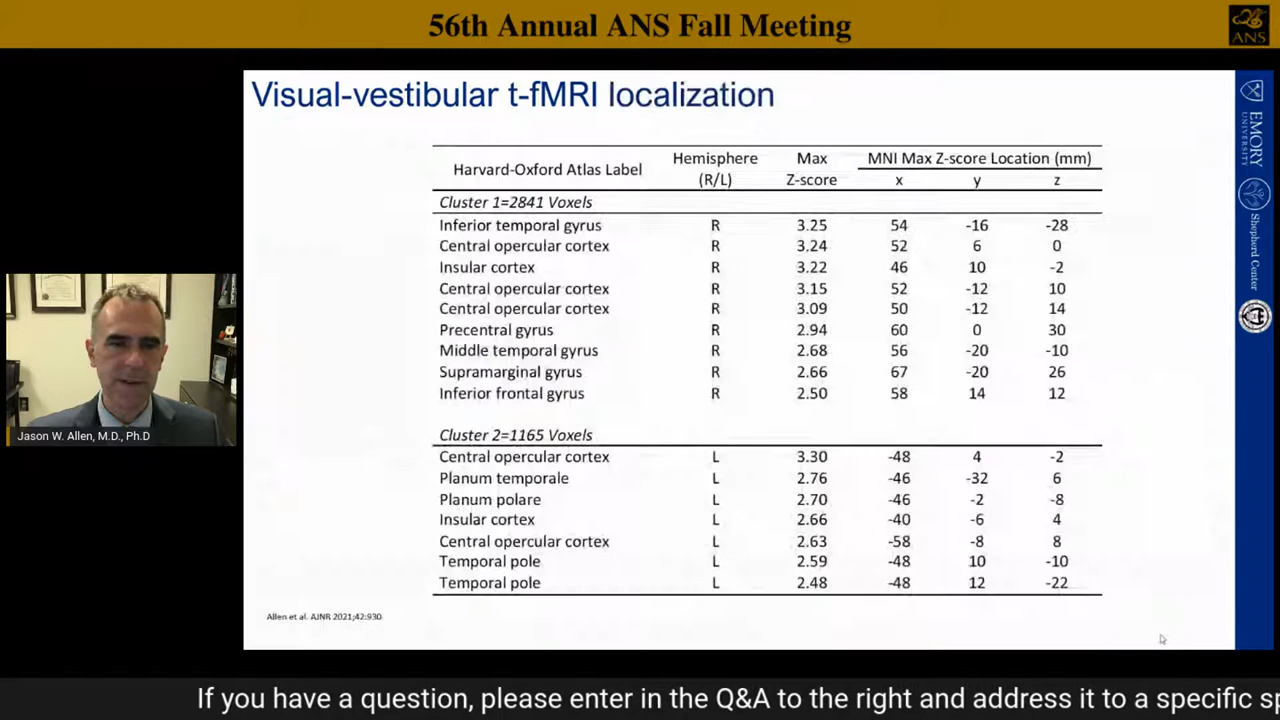 56th Annual ANS Fall Meeting
ANS
Visual-vestibular t-fMRI localization
Harvard-Oxford Atlas Label Hemisphere (R/L) Max Z-score MNI Max Z-score Location (mm)
x y z
Cluster 1=2841 Voxels
Inferior temporal gyrus R 3.25 54 -16 -28
Central opercular cortex R 3.24 52 6 0
Insular cortex R 3.22 46 10 -2
Central opercular cortex R 3.15 52 -12 10
Central opercular cortex R 3.09 50 -12 14
Precentral gyrus R 2.94 60 0 30
Middle temporal gyrus R 2.68 56 -20 -10
Supramarginal gyrus R 2.66 67 -20 26
Inferior frontal gyrus R 2.50 58 14 12
Cluster 2=1165 Voxels
Central opercular cortex L 3.30 -48 4 -2
Planum temporale L 2.76 -46 -32 6
Planum polare L 2.70 -46 -2 -8
Insular cortex L 2.66 -40 -6 4
Central opercular cortex L 2.63 -58 -8 8
Temporal pole L 2.59 -48 10 -10
Temporal pole L 2.48 -48 12 -22
Allen et al. AJNR 2021;42:930
EMORY
UNIVERSITY
Shepherd Center
Jason W. Allen, M.D., Ph.D
If you have a question, please enter in the Q&A to the right and address it to a specific